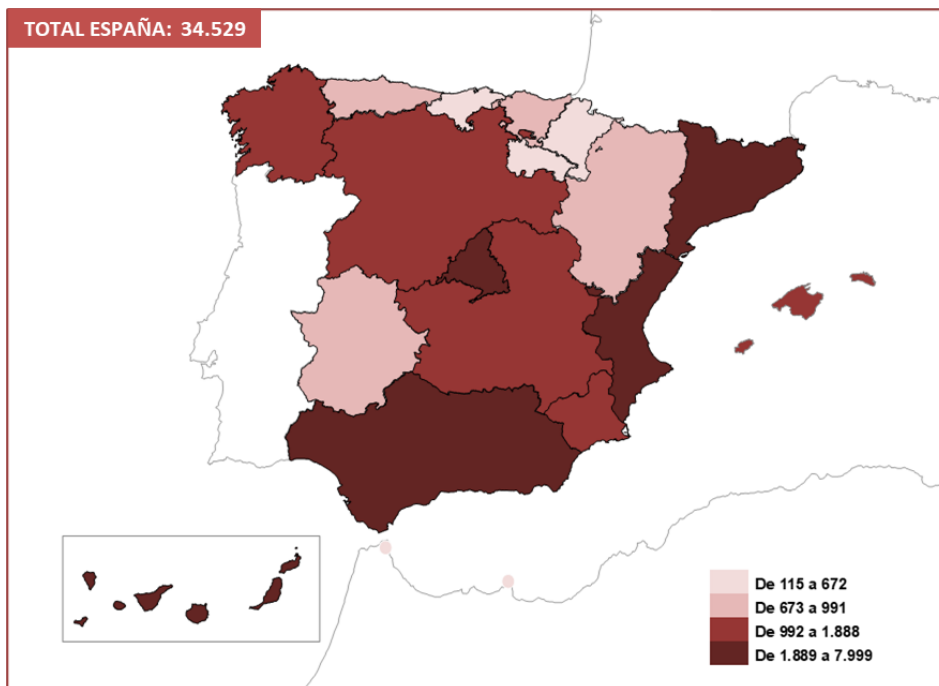 TOTAL ESPAÑA: 34.529
De 115 a 672
De 673 a 991
De 992 a 1.888
De 1.889 a 7.999